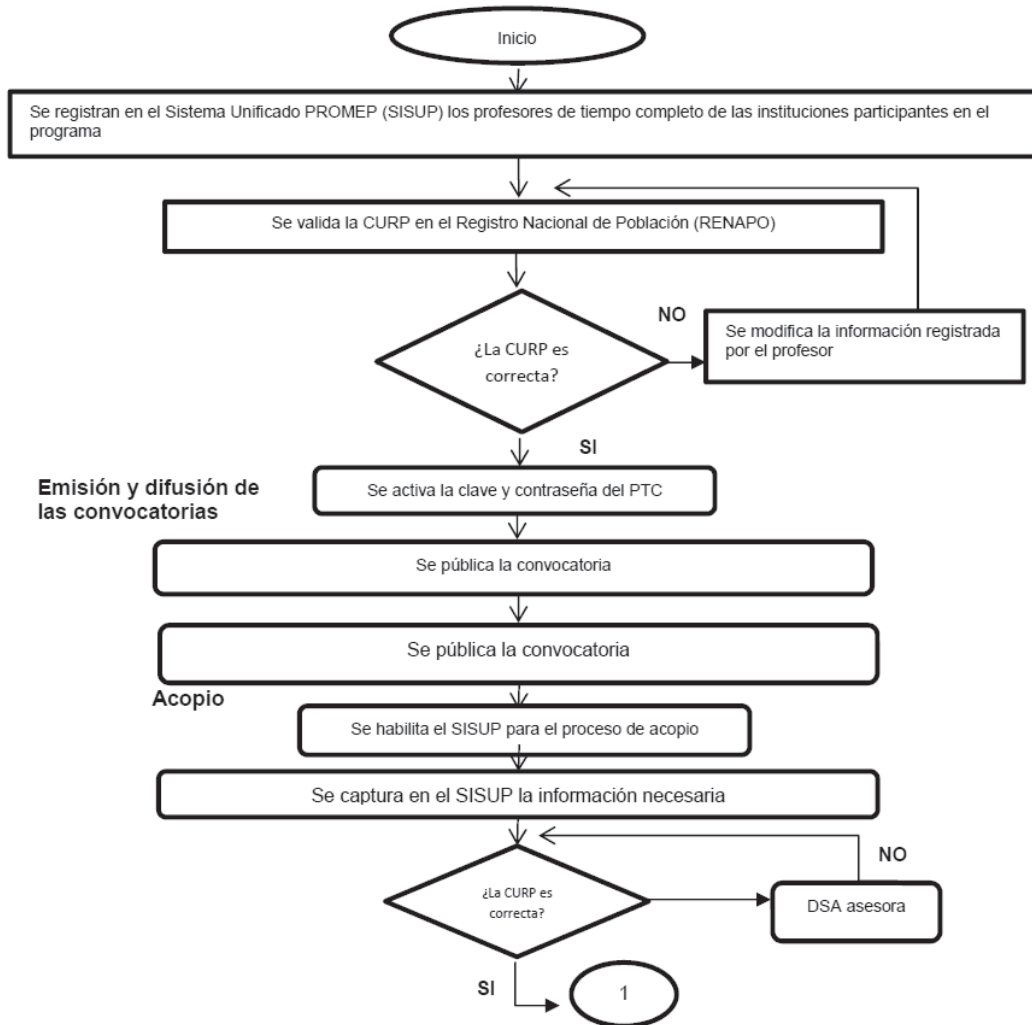 Inicio
Se registran en el Sistema Unificado PROMEP (SISUP) los profesores de tiempo completo de las instituciones participantes en el
programa
Se valida la CURP en el Registro Nacional de Población (RENAPO)
¿La CURP es
correcta?
NO
Se modifica la información registrada
por el profesor
SI
Emisión y difusión de
las convocatorias
Se activa la clave y contraseña del PTC
Se pública la convocatoria
Se pública la convocatoria
Acopio
Se habilita el SISUP para el proceso de acopio
Se captura en el SISUP la información necesaria
¿La CURP es
correcta?
NO
DSA asesora
SI
1